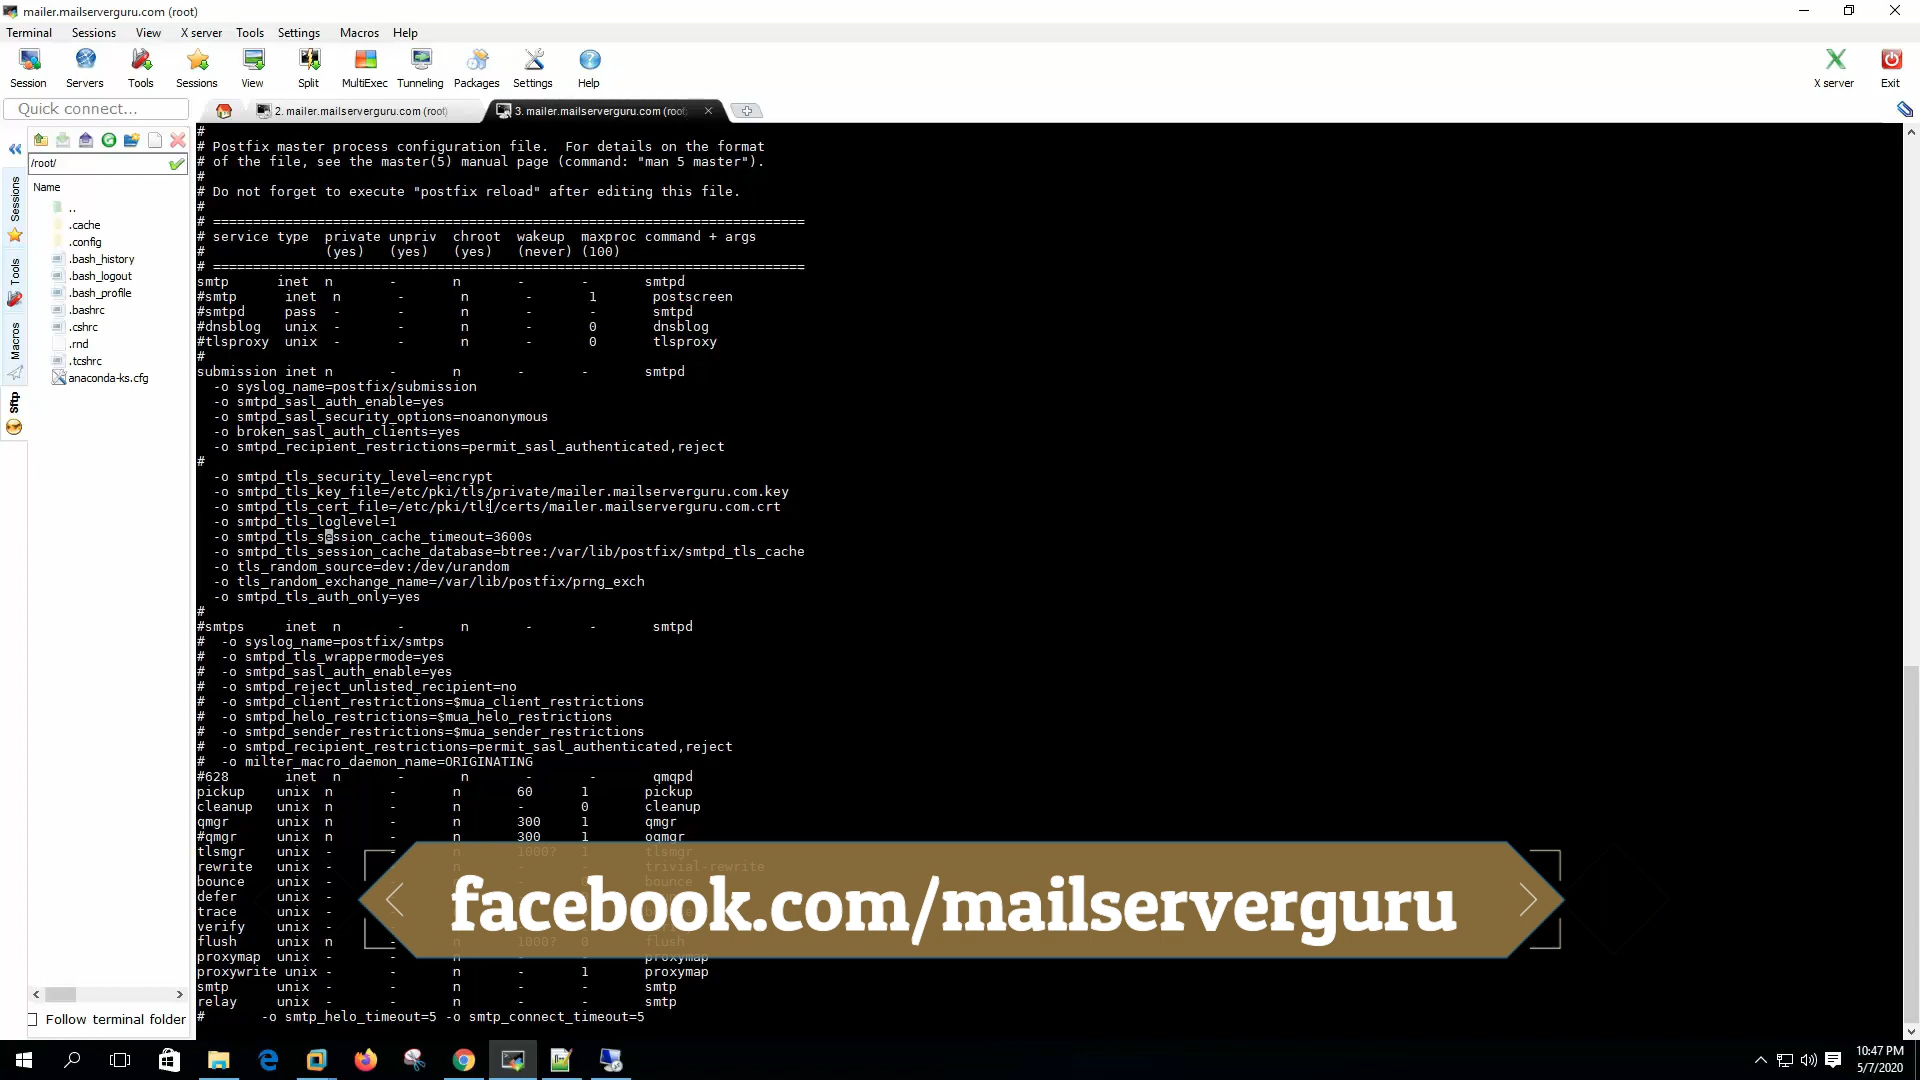 mailer.mailserverguru.com (root)
Terminal Sessions View X server Tools Settings Macros Help
Session Servers Tools Sessions View Split MultiExec Tunneling Packages Settings Help X server Exit
Quick connect...
2. mailer.mailserverguru.com (root)
3. mailer.mailserverguru.com (root)
/root/
Name
..
.cache
.config
.bash_history
.bash_logout
.bash_profile
.bashrc
.cshrc
.rnd
.tcshrc
anaconda-ks.cfg
Sessions
Tools
Macros
Sftp
Follow terminal folder
#
# Postfix master process configuration file.  For details on the format
# of the file, see the master(5) manual page (command: "man 5 master").
#
# Do not forget to execute "postfix reload" after editing this file.
#
# ==========================================================================
# service type  private unpriv  chroot  wakeup  maxproc command + args
#               (yes)   (yes)   (yes)   (never) (100)
# ==========================================================================
smtp      inet  n       -       n       -       -       smtpd
#smtp      inet  n       -       n       -       1       postscreen
#smtpd     pass  -       -       n       -       -       smtpd
#dnsblog   unix  -       -       n       -       0       dnsblog
#tlsproxy  unix  -       -       n       -       0       tlsproxy
#
submission inet n       -       n       -       -       smtpd
  -o syslog_name=postfix/submission
  -o smtpd_sasl_auth_enable=yes
  -o smtpd_sasl_security_options=noanonymous
  -o broken_sasl_auth_clients=yes
  -o smtpd_recipient_restrictions=permit_sasl_authenticated,reject
#
  -o smtpd_tls_security_level=encrypt
  -o smtpd_tls_key_file=/etc/pki/tls/private/mailer.mailserverguru.com.key
  -o smtpd_tls_cert_file=/etc/pki/tls/certs/mailer.mailserverguru.com.crt
  -o smtpd_tls_loglevel=1
  -o smtpd_tls_session_cache_timeout=3600s
  -o smtpd_tls_session_cache_database=btree:/var/lib/postfix/smtpd_tls_cache
  -o tls_random_source=dev:/dev/urandom
  -o tls_random_exchange_name=/var/lib/postfix/prng_exch
  -o smtpd_tls_auth_only=yes
#
#smtps     inet  n       -       n       -       -       smtpd
#  -o syslog_name=postfix/smtps
#  -o smtpd_tls_wrappermode=yes
#  -o smtpd_sasl_auth_enable=yes
#  -o smtpd_reject_unlisted_recipient=no
#  -o smtpd_client_restrictions=$mua_client_restrictions
#  -o smtpd_helo_restrictions=$mua_helo_restrictions
#  -o smtpd_sender_restrictions=$mua_sender_restrictions
#  -o smtpd_recipient_restrictions=permit_sasl_authenticated,reject
#  -o milter_macro_daemon_name=ORIGINATING
#628       inet  n       -       n       -       -       qmqpd
pickup    unix  n       -       n       60      1       pickup
cleanup   unix  n       -       n       -       0       cleanup
qmgr      unix  n       -       n       300     1       qmgr
#qmgr     unix  n       -       n       300     1       oqmgr
tlsmgr    unix  -       -       n       1000?   1       tlsmgr
rewrite   unix  -       -       n       -       -       trivial-rewrite
bounce    unix  -                                       bounce
defer     unix  -
trace     unix  -
verify    unix  -
flush     unix  n       -       n       1000?   0       flush
proxymap  unix  -       -       n       -       -       proxymap
proxywrite unix -       -       n       -       1       proxymap
smtp      unix  -       -       n       -       -       smtp
relay     unix  -       -       n       -       -       smtp
#       -o smtp_helo_timeout=5 -o smtp_connect_timeout=5
facebook.com/mailserverguru
10:47 PM
5/7/2020